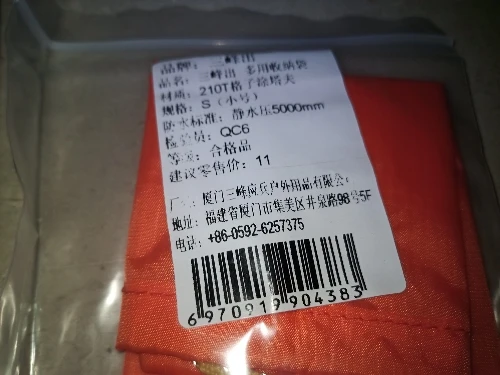 品牌: 三峰出
品名: 三峰出 多用收纳袋
材质: 210T格子涂塔夫
规格: S（小号）
防水标准: 静水压5000mm
检验员: QC6
等级: 合格品
建议零售价: 11
厂 : 厦门三峰应兵户外用品有限公
地址: 福建省厦门市集美区井泉路98号5F
电话: +86-0592-6257375
6970919904383